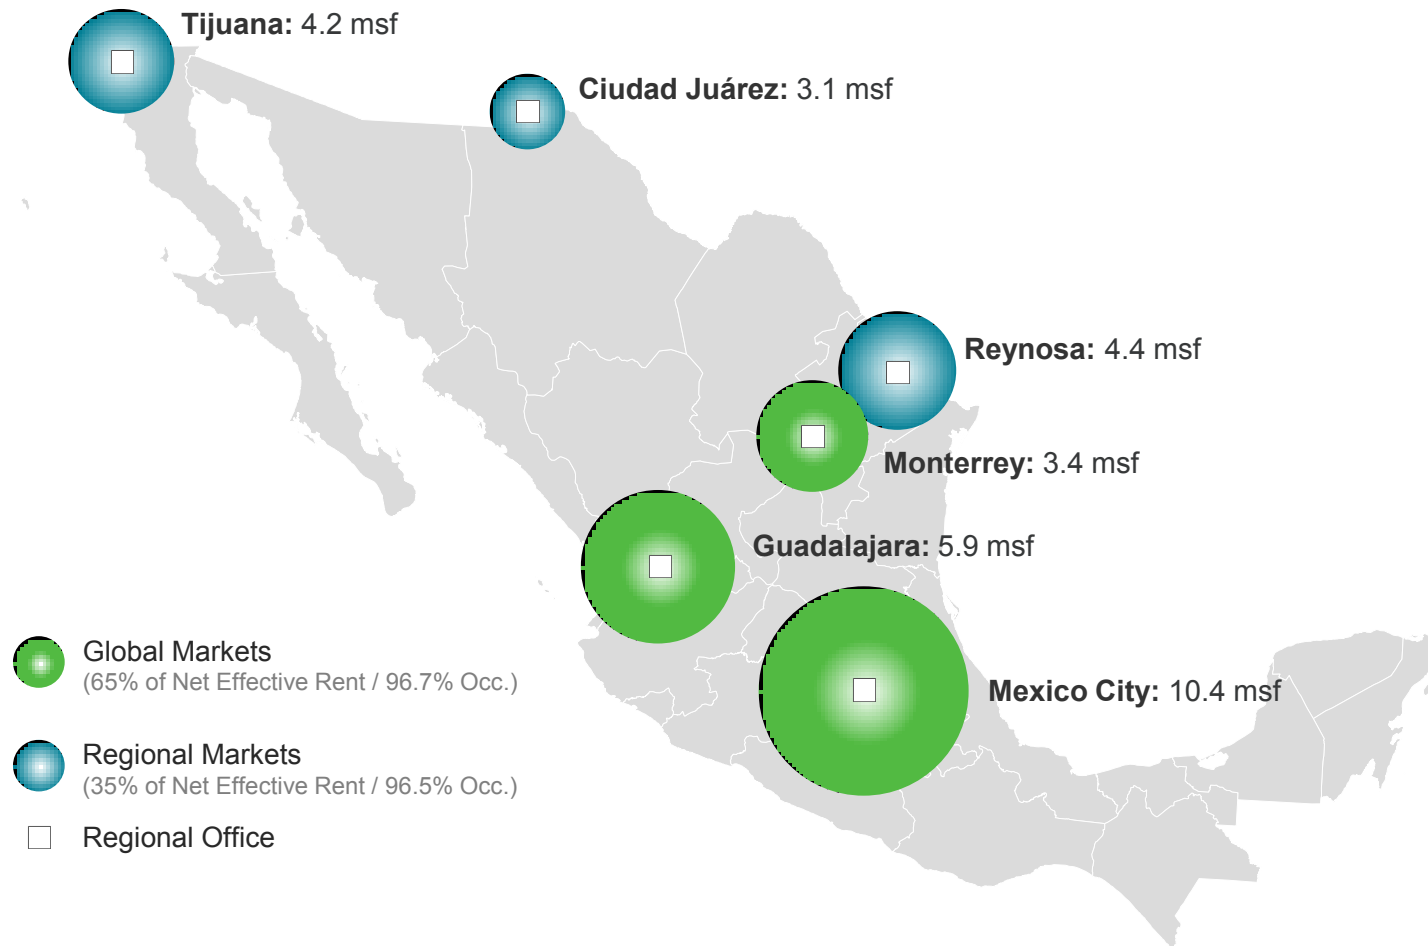 Tijuana: 4.2 msf
Ciudad Juárez: 3.1 msf
Reynosa: 4.4 msf
Monterrey: 3.4 msf
Guadalajara: 5.9 msf
Mexico City: 10.4 msf
Global Markets
(65% of Net Effective Rent / 96.7% Occ.)
Regional Markets
(35% of Net Effective Rent / 96.5% Occ.)
Regional Office